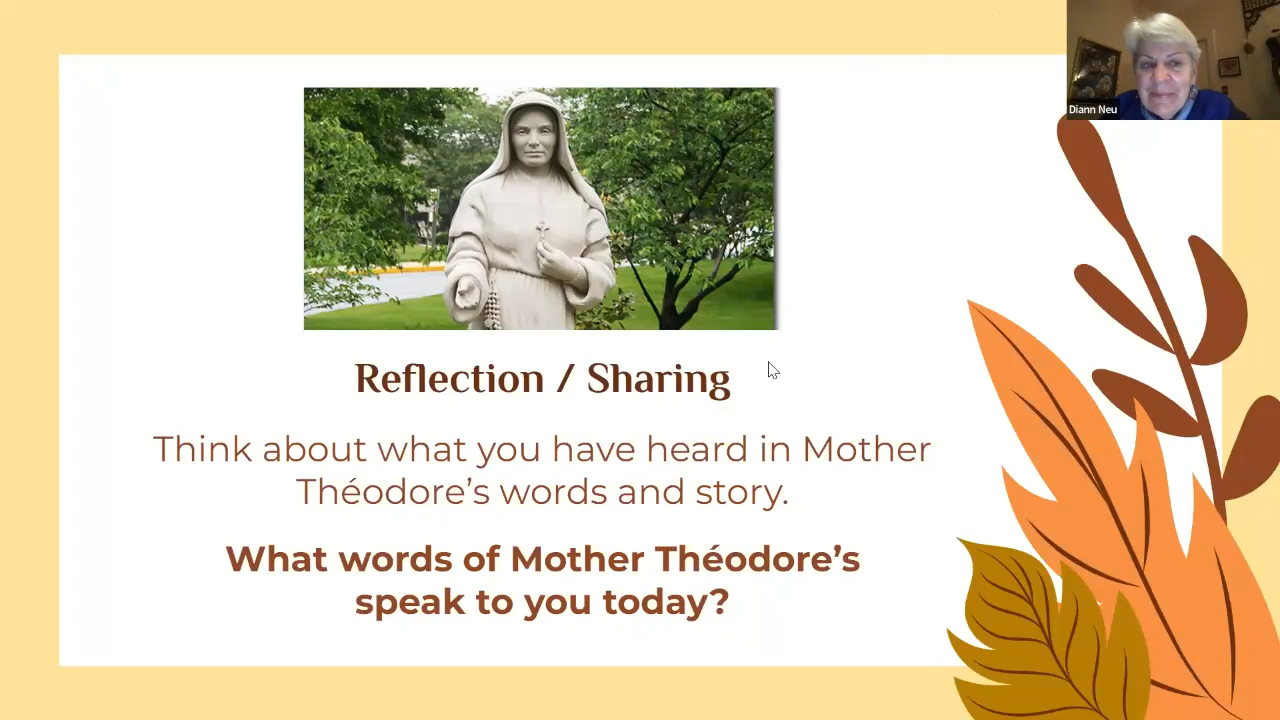 Diann Neu
Reflection / Sharing
Think about what you have heard in Mother
Théodore's words and story.
What words of Mother Théodore's
speak to you today?